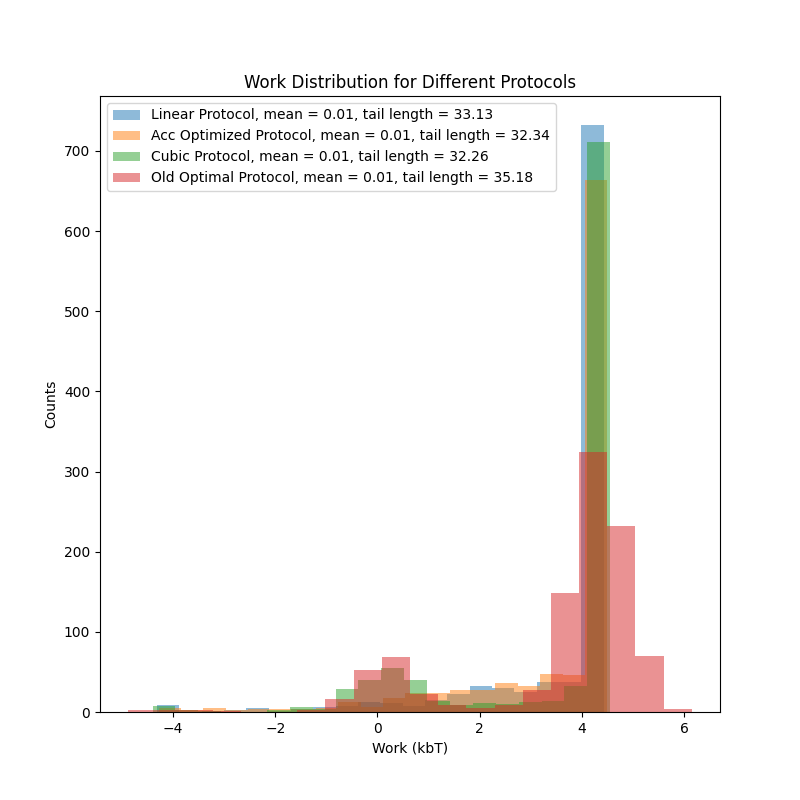 Work Distribution for Different Protocols
Linear Protocol, mean = 0.01, tail length = 33.13
Acc Optimized Protocol, mean = 0.01, tail length = 32.34
Cubic Protocol, mean = 0.01, tail length = 32.26
Old Optimal Protocol, mean = 0.01, tail length = 35.18
700
600
500
400
300
200
100
0
Counts
−4 −2 0 2 4 6
Work (kbT)